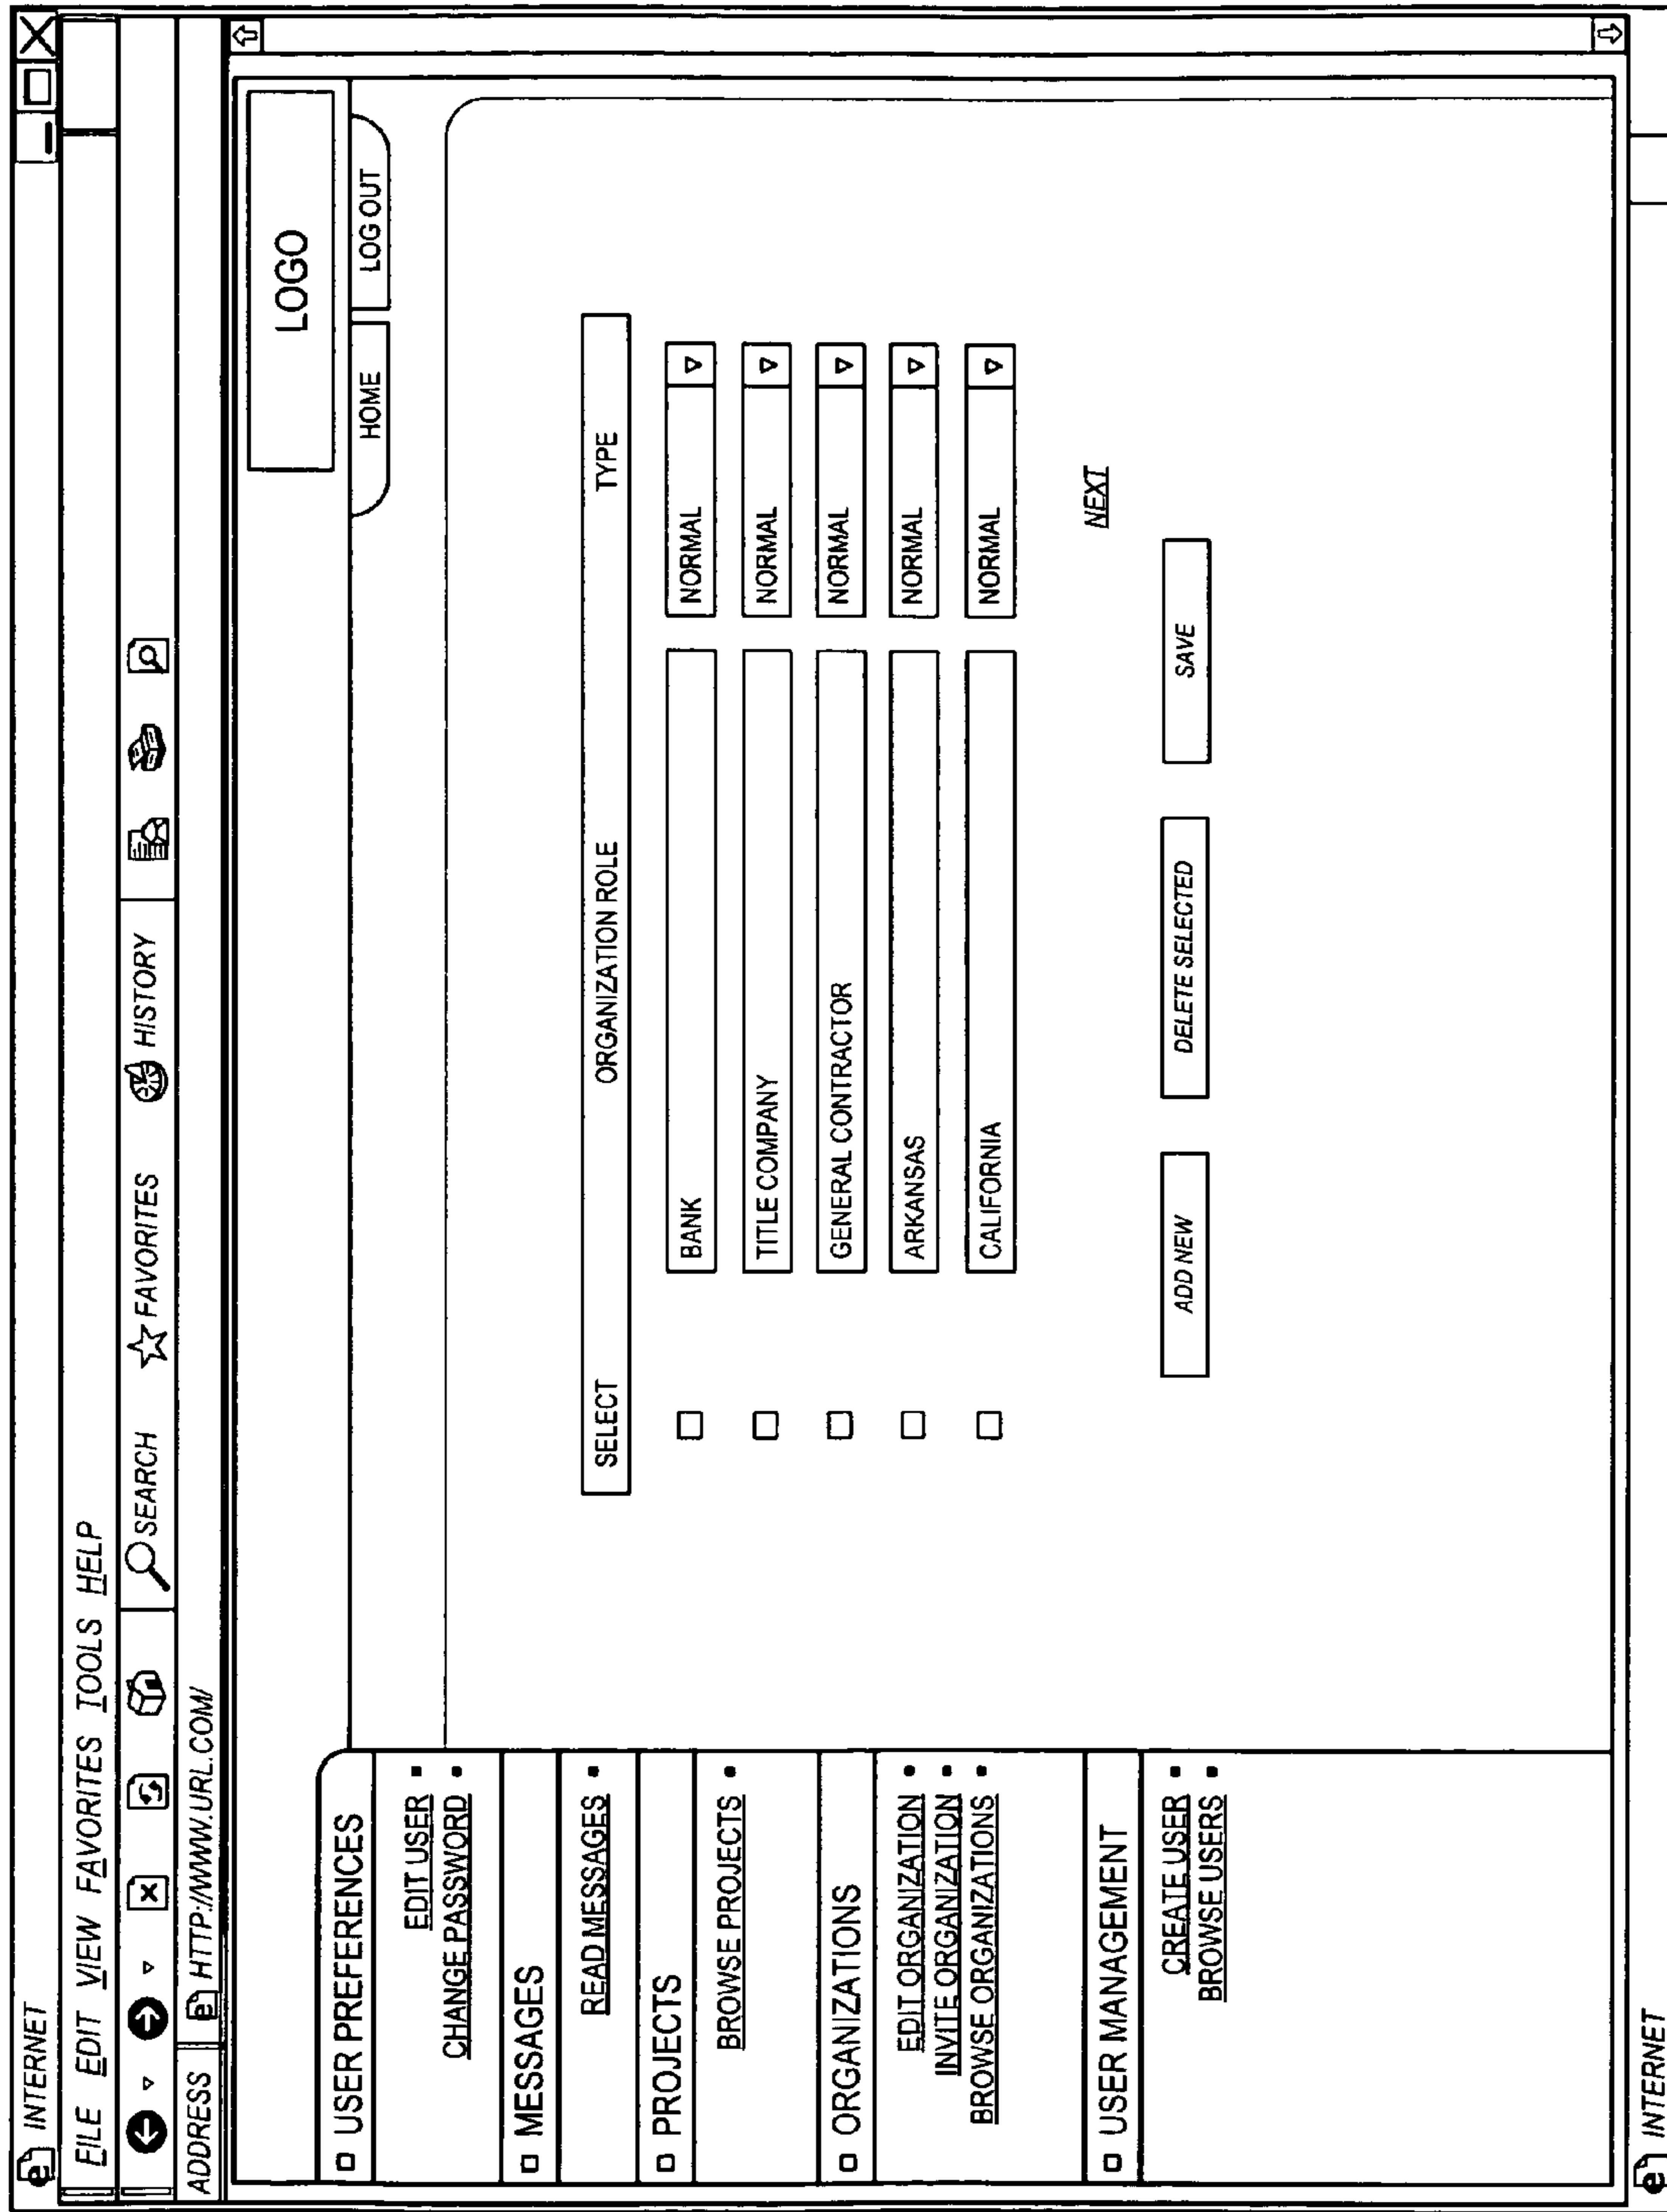 INTERNET
FILE EDIT VIEW FAVORITES TOOLS HELP
SEARCH FAVORITES HISTORY
ADDRESS HTTP://WWW.URL.COM/
LOGO
HOME LOG OUT
USER PREFERENCES
EDIT USER
CHANGE PASSWORD
MESSAGES
READ MESSAGES
PROJECTS
BROWSE PROJECTS
ORGANIZATIONS
EDIT ORGANIZATION
INVITE ORGANIZATION
BROWSE ORGANIZATIONS
USER MANAGEMENT
CREATE USER
BROWSE USERS
SELECT ORGANIZATION ROLE TYPE
BANK NORMAL
TITLE COMPANY NORMAL
GENERAL CONTRACTOR NORMAL
ARKANSAS NORMAL
CALIFORNIA NORMAL
NEXT
ADD NEW DELETE SELECTED SAVE
INTERNET